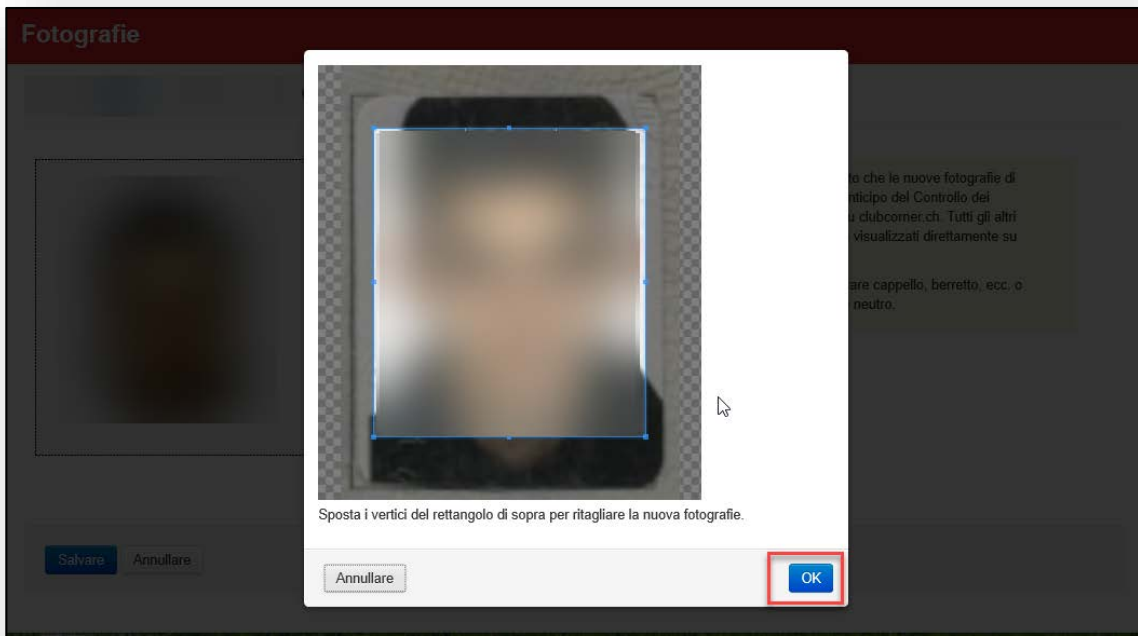 Fotografie
to che le nuove fotografie di
nticipo del Controllo dei
u clubcorner.ch. Tutti gli altri
visualizzati direttamente su
are cappello, berretto, ecc. o
neutro.
Sposta i vertici del rettangolo di sopra per ritagliare la nuova fotografie.
Salvare Annullare
Annullare OK